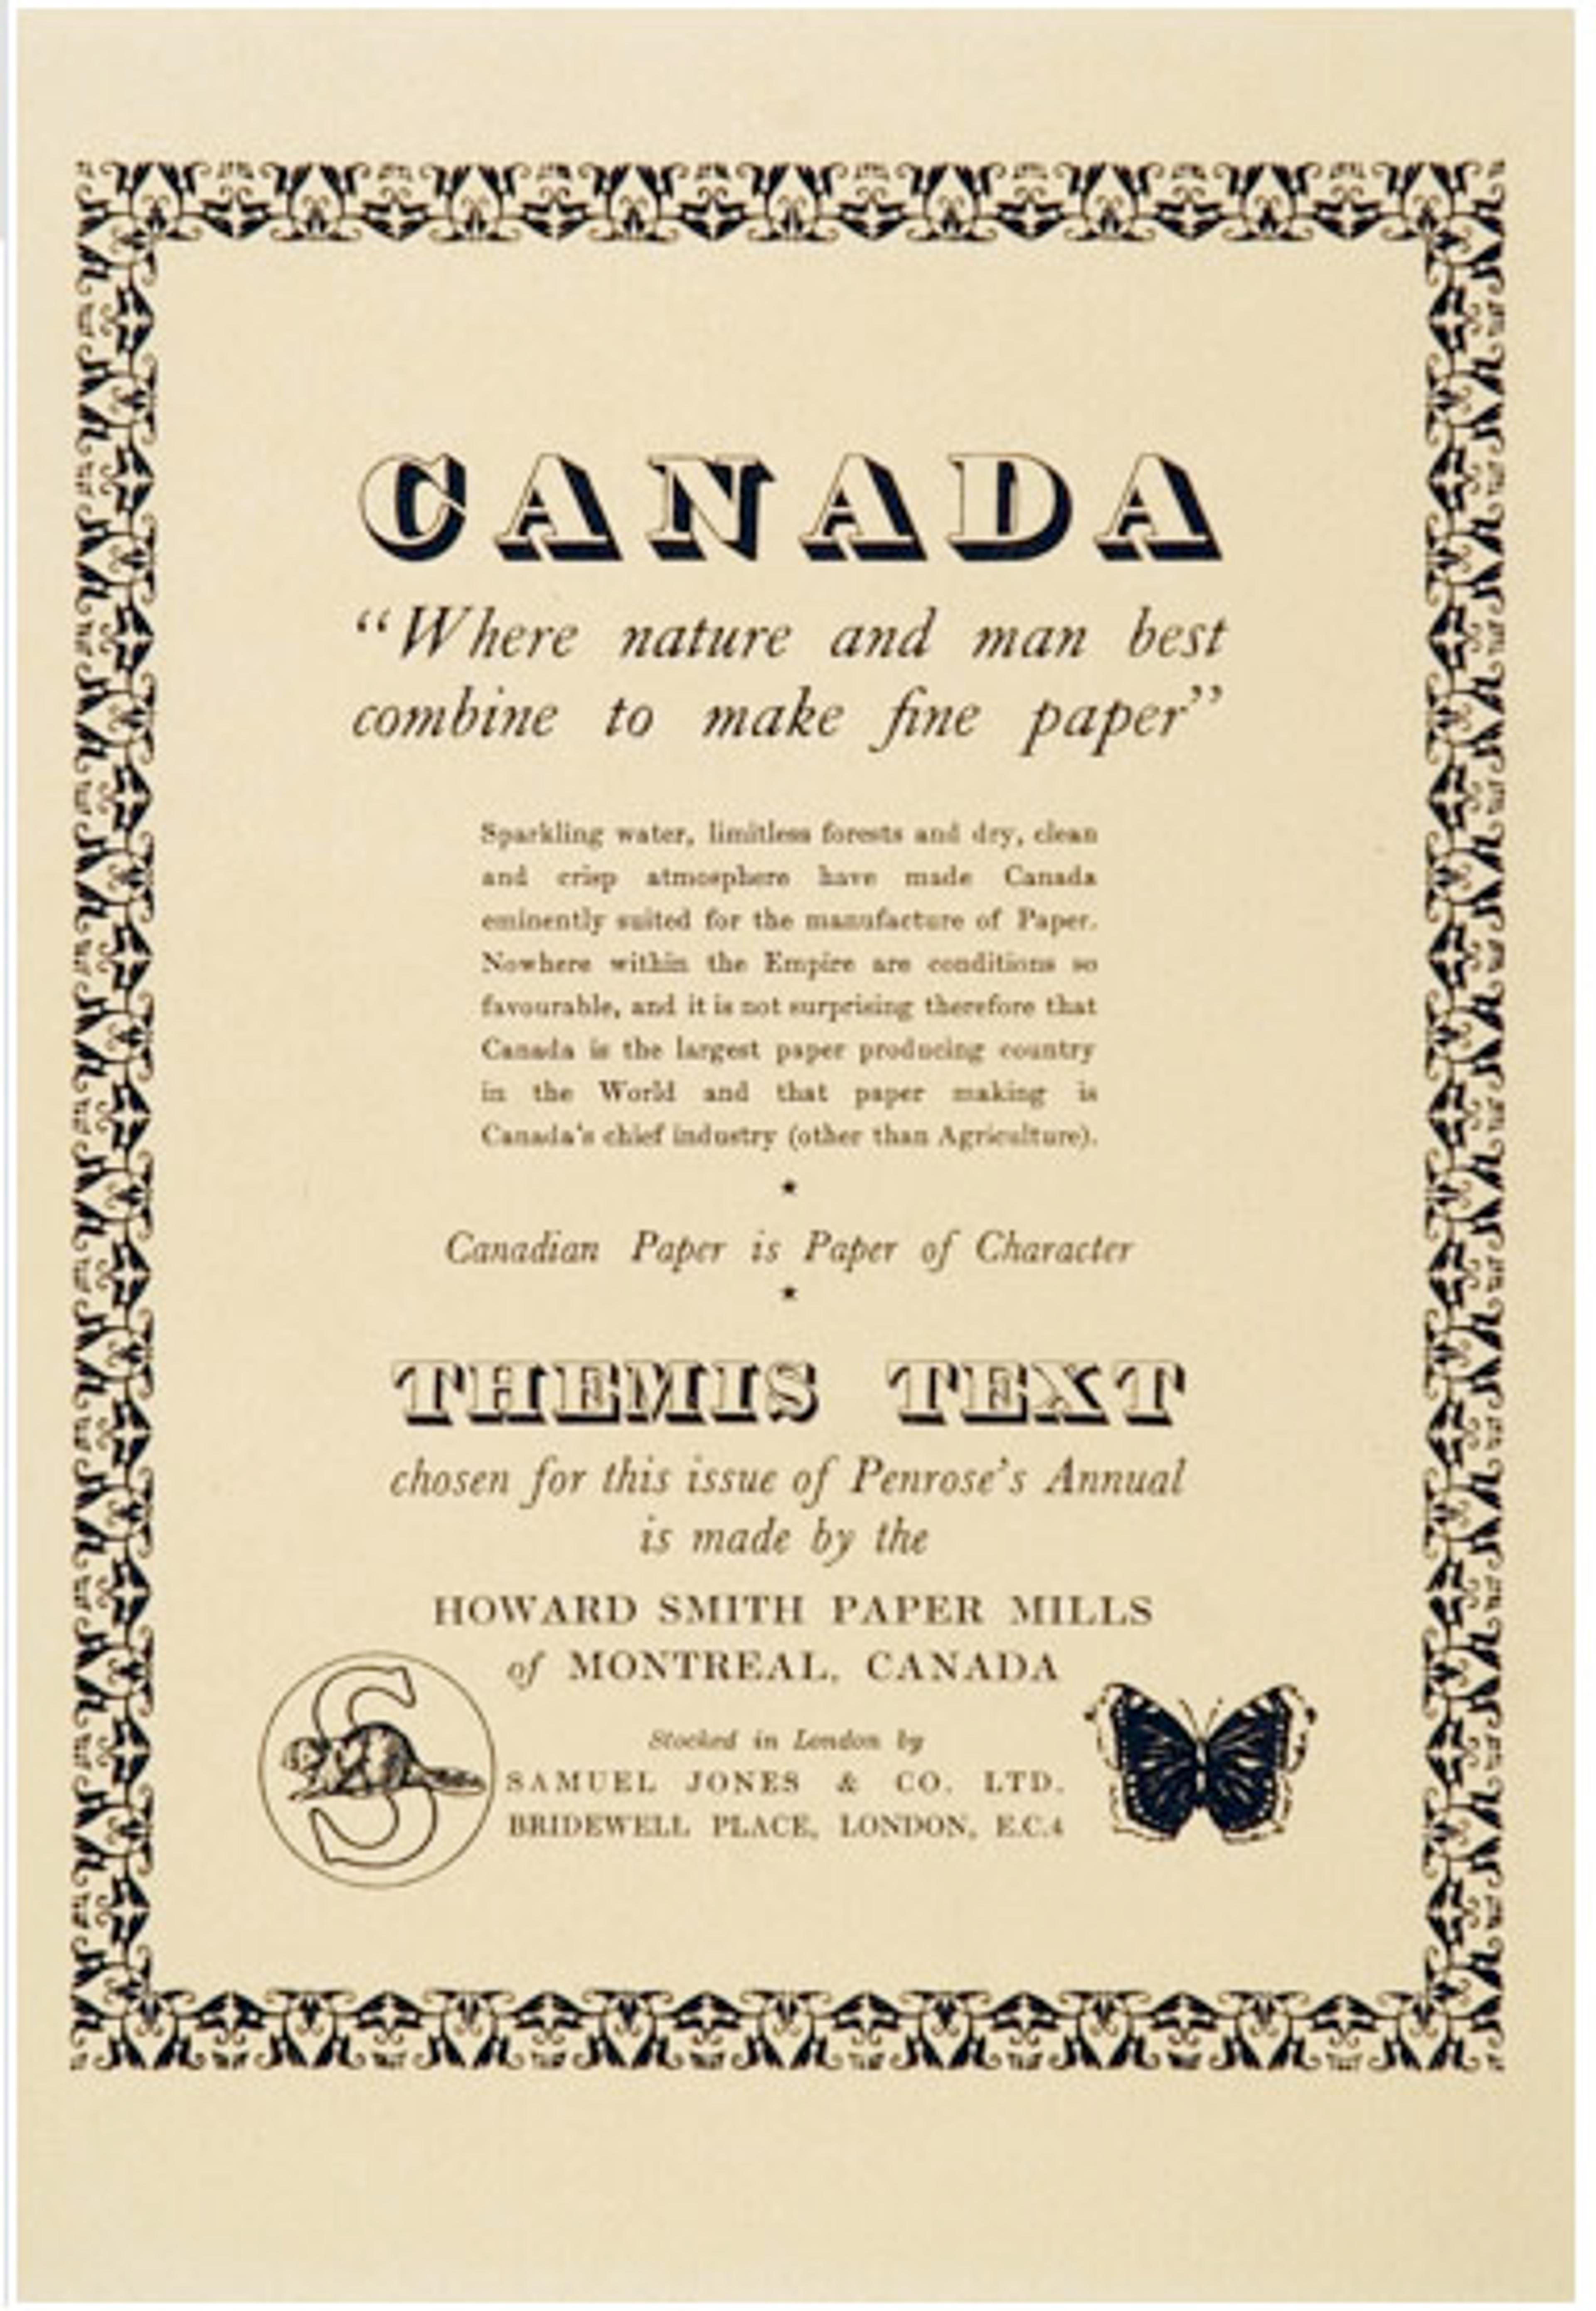 CANADA
“Where nature and man best
combine to make fine paper”
Sparkling water, limitless forests and dry, clean
and crisp atmosphere have made Canada
eminently suited for the manufacture of Paper.
Nowhere within the Empire are conditions so
favourable, and it is not surprising therefore that
Canada is the largest paper producing country
in the World and that paper making is
Canada's chief industry (other than Agriculture).
★
Canadian Paper is Paper of Character
★
THEMIS TEXT
chosen for this issue of Penrose's Annual
is made by the
HOWARD SMITH PAPER MILLS
of MONTREAL, CANADA
S
Stocked in London by
SAMUEL JONES & CO. LTD.
BRIDEWELL PLACE, LONDON, E.C.4